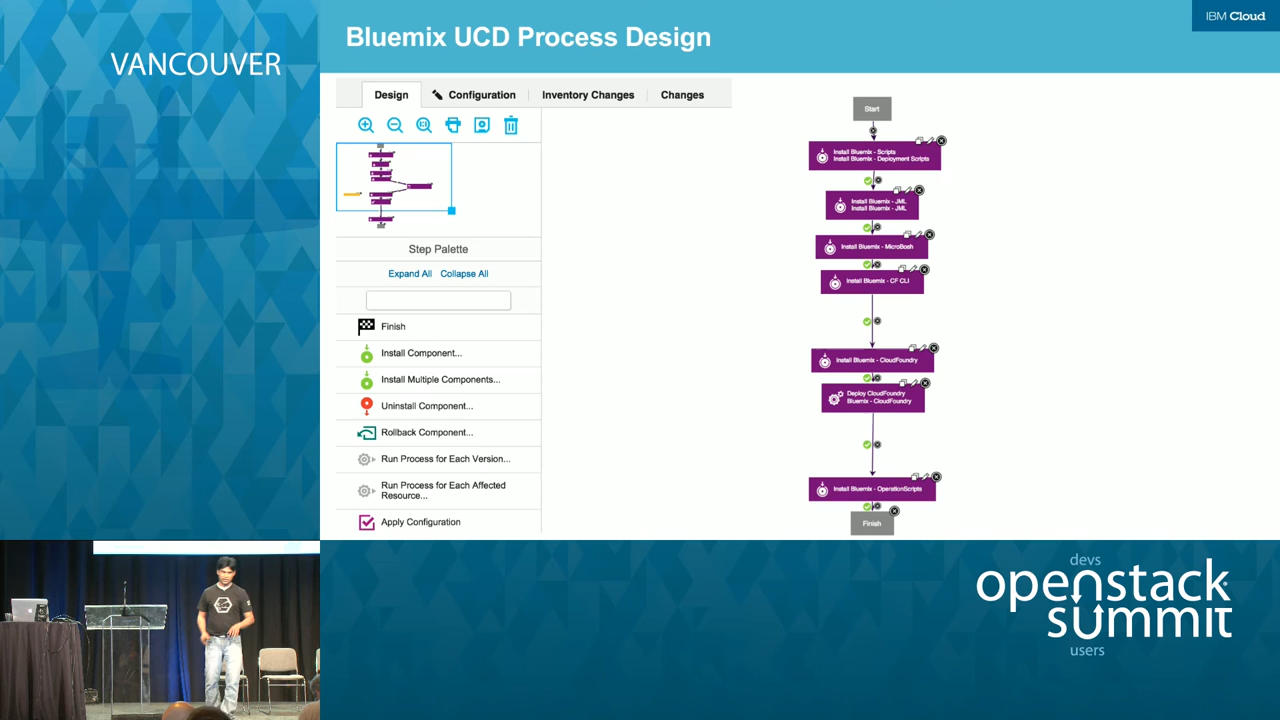 VANCOUVER
Bluemix UCD Process Design
IBM Cloud
Design
Configuration
Inventory Changes
Changes
Step Palette
Expand All Collapse All
Finish
Install Component...
Install Multiple Components...
Uninstall Component...
Rollback Component...
Run Process for Each Version...
Run Process for Each Affected
Resource...
Apply Configuration
Start
Install Bluemix - Scripts
Install Bluemix - Deployment Scripts
Install Bluemix - JML
Install Bluemix - JML
Install Bluemix - MicroBosh
Install Bluemix - CF CLI
Install Bluemix - CloudFoundry
Deploy CloudFoundry
Bluemix - CloudFoundry
Install Bluemix - OperationScripts
Finish
devs
openstack
summit
users